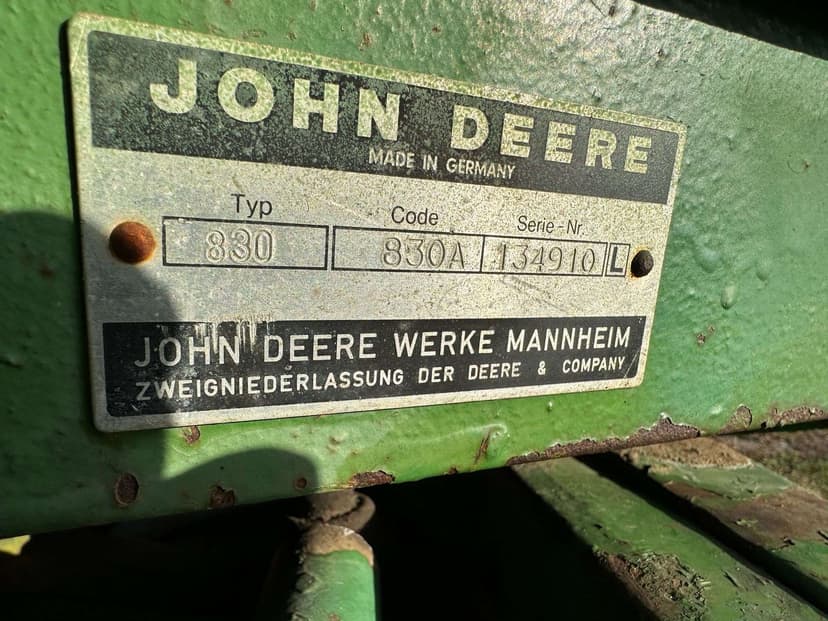 JOHN DEERE
MADE IN GERMANY
Typ Code Serie-Nr.
830 830A 134910 L
JOHN DEERE WERKE MANNHEIM
ZWEIGNIEDERLASSUNG DER DEERE & COMPANY